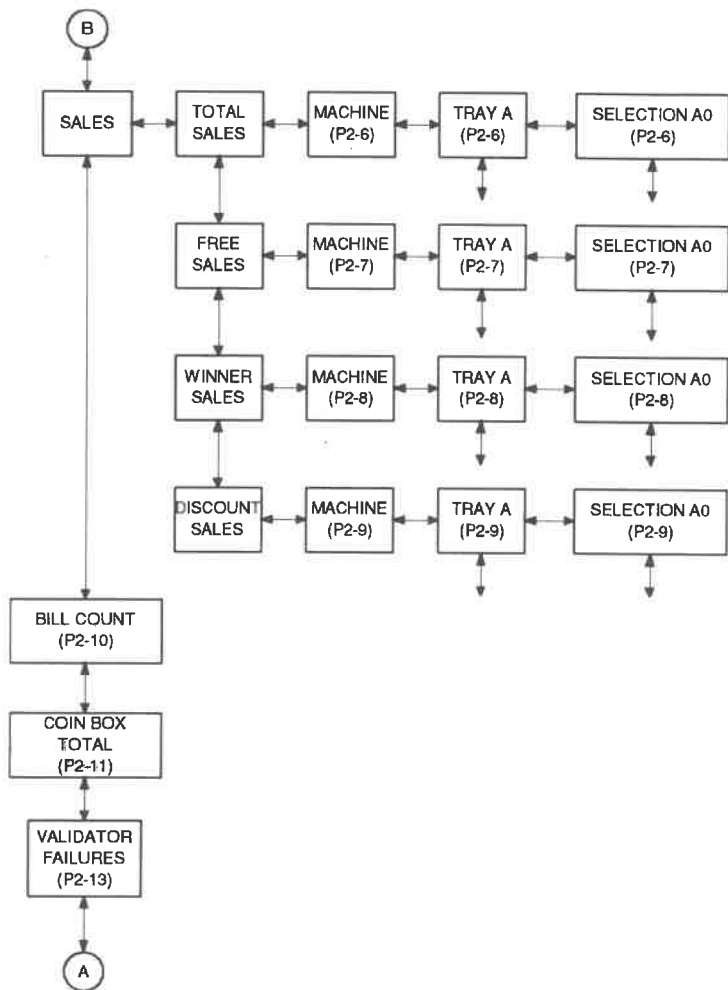 B
SALES
TOTAL
SALES
MACHINE
(P2-6)
TRAY A
(P2-6)
SELECTION A0
(P2-6)
FREE
SALES
MACHINE
(P2-7)
TRAY A
(P2-7)
SELECTION A0
(P2-7)
WINNER
SALES
MACHINE
(P2-8)
TRAY A
(P2-8)
SELECTION A0
(P2-8)
DISCOUNT
SALES
MACHINE
(P2-9)
TRAY A
(P2-9)
SELECTION A0
(P2-9)
BILL COUNT
(P2-10)
COIN BOX
TOTAL
(P2-11)
VALIDATOR
FAILURES
(P2-13)
A